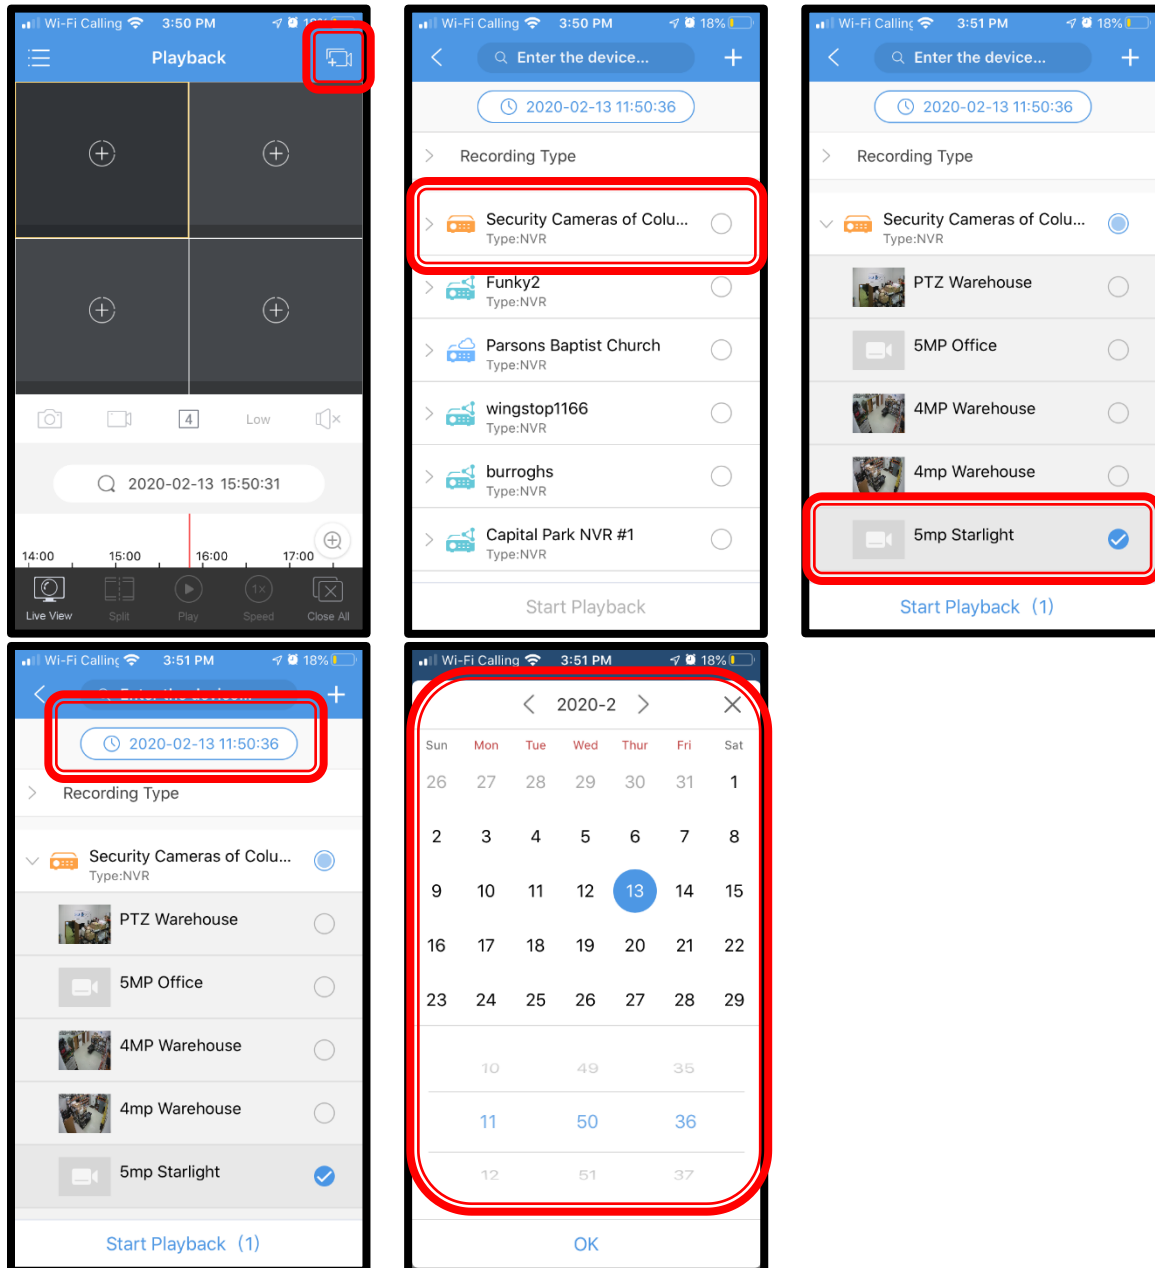 Wi-Fi Calling 3:50 PM 18%
Playback
4 Low
2020-02-13 15:50:31
14:00 15:00 16:00 17:00
Live View Split Play 1x Speed Close All
Wi-Fi Calling 3:50 PM 18%
Enter the device...
2020-02-13 11:50:36
Recording Type
Security Cameras of Colu...
Type:NVR
Funky2
Type:NVR
Parsons Baptist Church
Type:NVR
wingstop1166
Type:NVR
burroghs
Type:NVR
Capital Park NVR #1
Type:NVR
Start Playback
Wi-Fi Calling 3:51 PM 18%
Enter the device...
2020-02-13 11:50:36
Recording Type
Security Cameras of Colu...
Type:NVR
PTZ Warehouse
5MP Office
4MP Warehouse
4mp Warehouse
5mp Starlight
Start Playback (1)
Wi-Fi Calling 3:51 PM 18%
Enter the device...
2020-02-13 11:50:36
Recording Type
Security Cameras of Colu...
Type:NVR
PTZ Warehouse
5MP Office
4MP Warehouse
4mp Warehouse
5mp Starlight
Start Playback (1)
Wi-Fi Calling 3:51 PM 18%
2020-2
Sun Mon Tue Wed Thur Fri Sat
26 27 28 29 30 31 1
2 3 4 5 6 7 8
9 10 11 12 13 14 15
16 17 18 19 20 21 22
23 24 25 26 27 28 29
10 49 35
11 50 36
12 51 37
OK